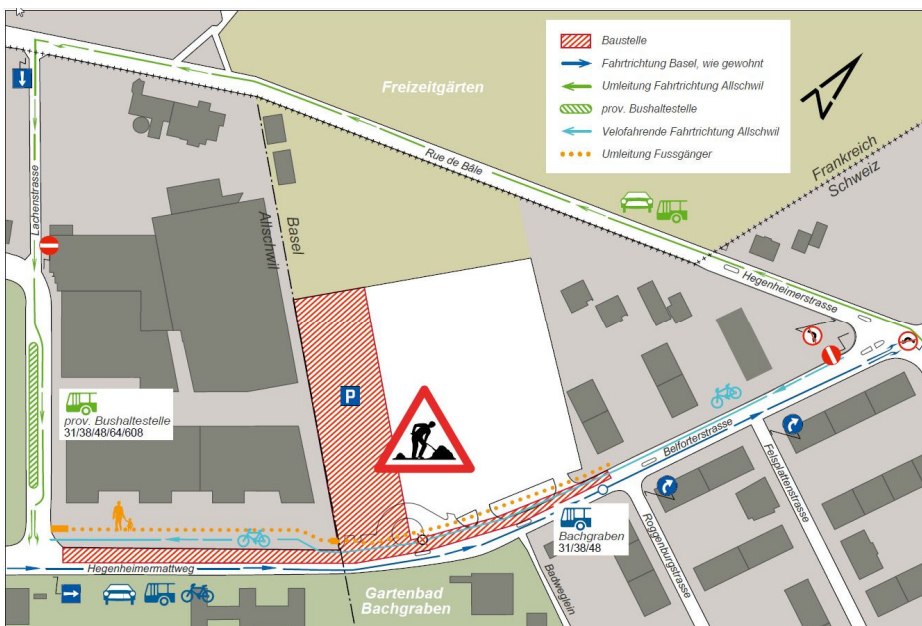 Baustelle
Fahrtrichtung Basel, wie gewohnt
Umleitung Fahrtrichtung Allschwil
prov. Bushaltestelle
Velofahrende Fahrtrichtung Allschwil
Umleitung Fussgänger
Freizeitgärten
Rue de Bâle
Frankreich
Schweiz
Lachenstrasse
Basel
Allschwil
Hegenheimerstrasse
P
prov. Bushaltestelle
31/38/48/64/608
Belforterstrasse
Felsplattenstrasse
Bachgraben
31/38/48
Roggenburgstrasse
Badweglein
Hegenheimermattweg
Gartenbad
Bachgraben